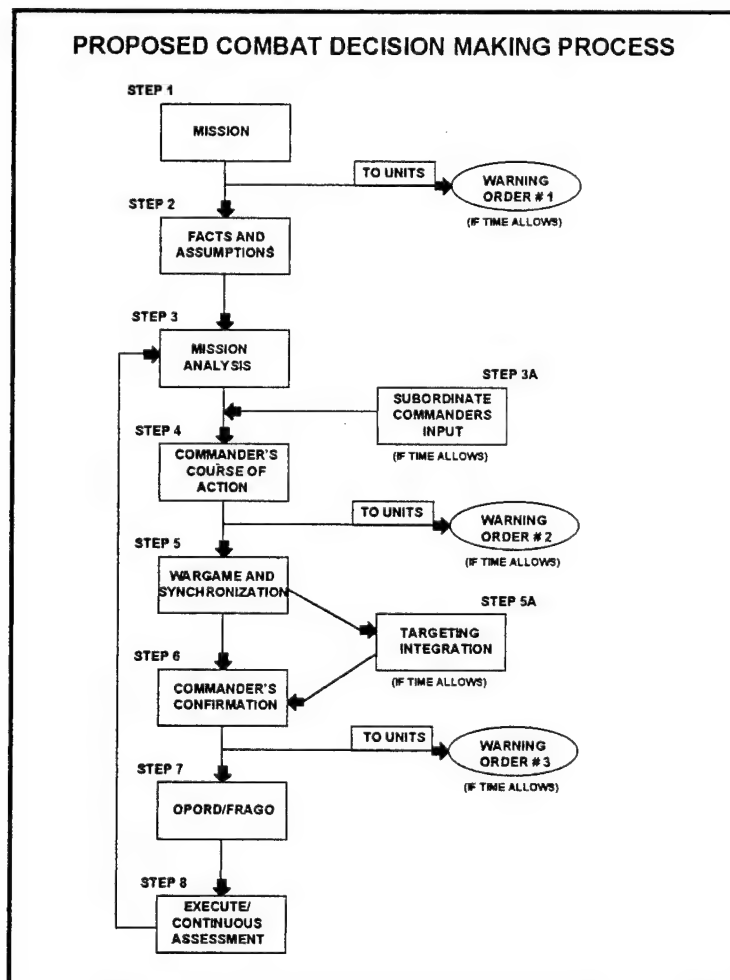 PROPOSED COMBAT DECISION MAKING PROCESS
STEP 1
MISSION
TO UNITS
WARNING
ORDER # 1
(IF TIME ALLOWS)
STEP 2
FACTS AND
ASSUMPTIONS
STEP 3
MISSION
ANALYSIS
STEP 3A
SUBORDINATE
COMMANDERS
INPUT
(IF TIME ALLOWS)
STEP 4
COMMANDER'S
COURSE OF
ACTION
TO UNITS
WARNING
ORDER # 2
(IF TIME ALLOWS)
STEP 5
WARGAME AND
SYNCHRONIZATION
STEP 5A
TARGETING
INTEGRATION
(IF TIME ALLOWS)
STEP 6
COMMANDER'S
CONFIRMATION
TO UNITS
WARNING
ORDER # 3
(IF TIME ALLOWS)
STEP 7
OPORD/FRAGO
STEP 8
EXECUTE/
CONTINUOUS
ASSESSMENT